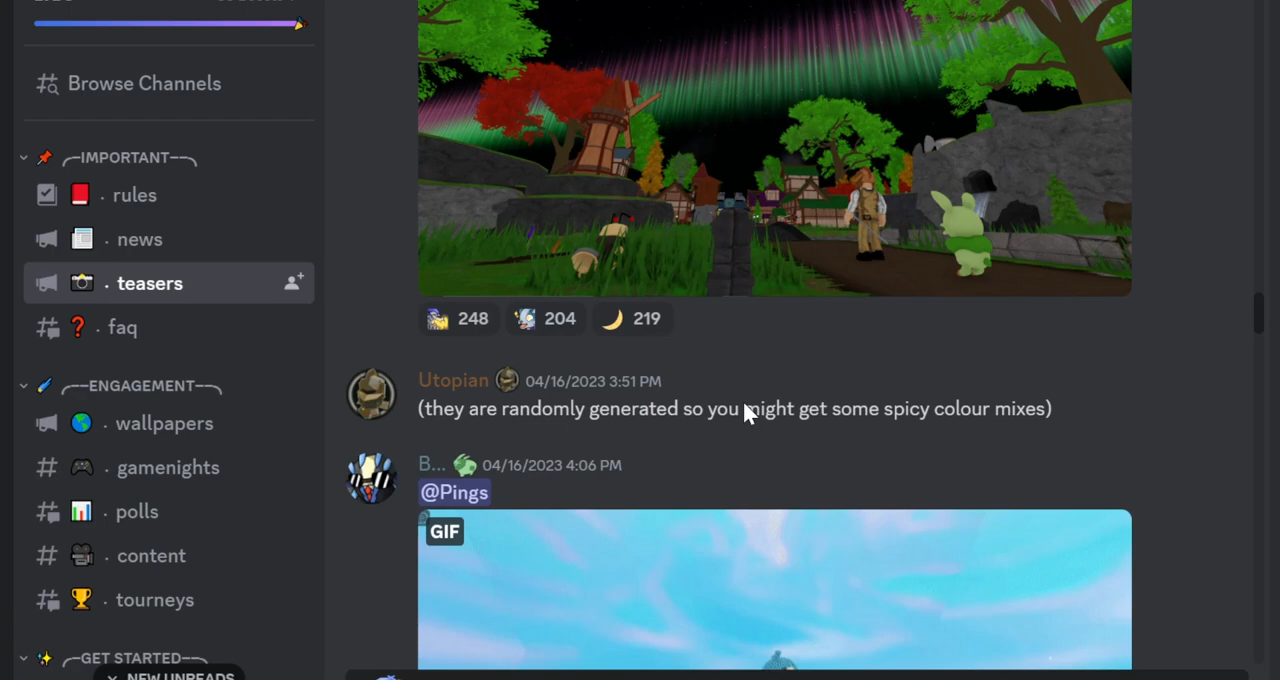 Browse Channels
IMPORTANT
rules
news
teasers
faq
ENGAGEMENT
wallpapers
gamenights
polls
content
tourneys
GET STARTED
NEW UNREADS
248 204 219
Utopian 04/16/2023 3:51 PM
(they are randomly generated so you might get some spicy colour mixes)
B... 04/16/2023 4:06 PM
@Pings
GIF